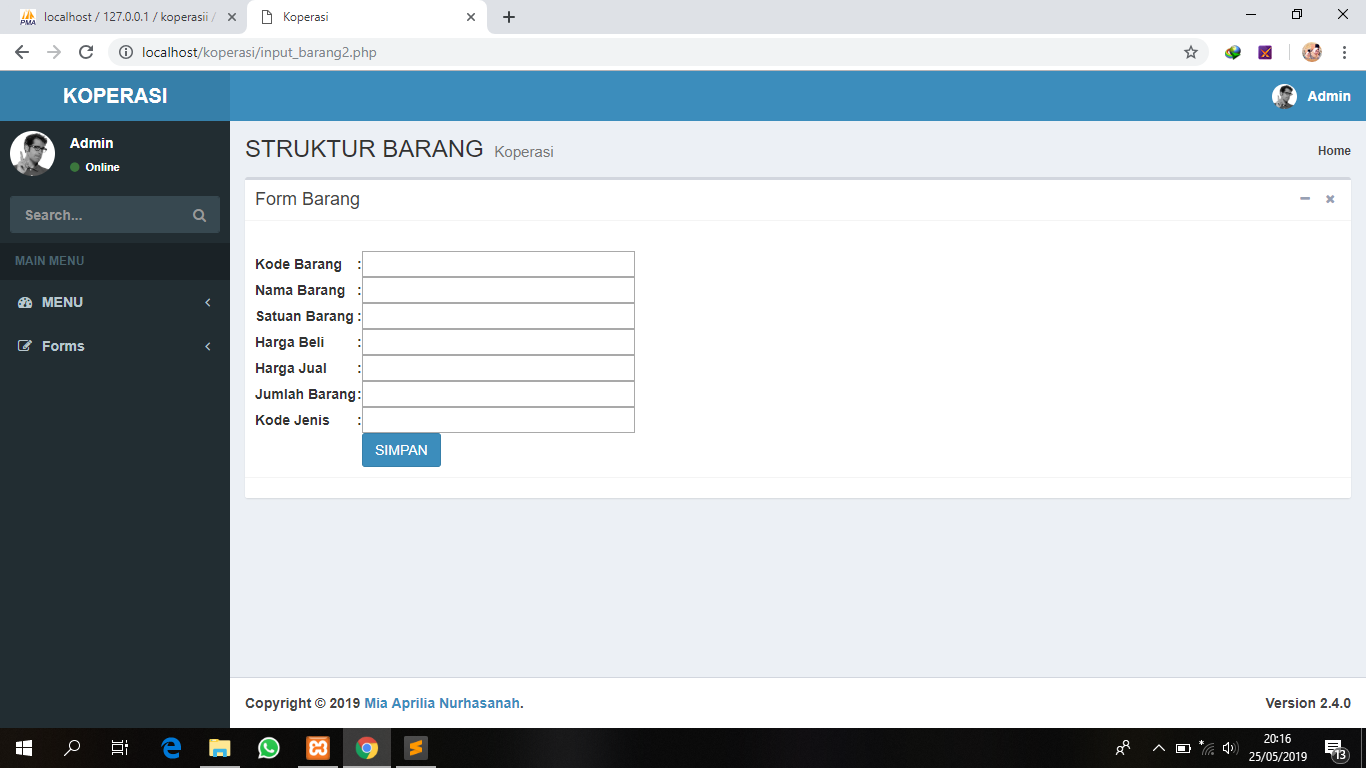 localhost / 127.0.0.1 / koperasii /
Koperasi
localhost/koperasi/input_barang2.php
KOPERASI
Admin
Admin
Online
Search...
MAIN MENU
MENU
Forms
STRUKTUR BARANG Koperasi
Home
Form Barang
Kode Barang :
Nama Barang :
Satuan Barang :
Harga Beli :
Harga Jual :
Jumlah Barang:
Kode Jenis :
SIMPAN
Copyright © 2019 Mia Aprilia Nurhasanah.
Version 2.4.0
20:16
25/05/2019
13
PMA